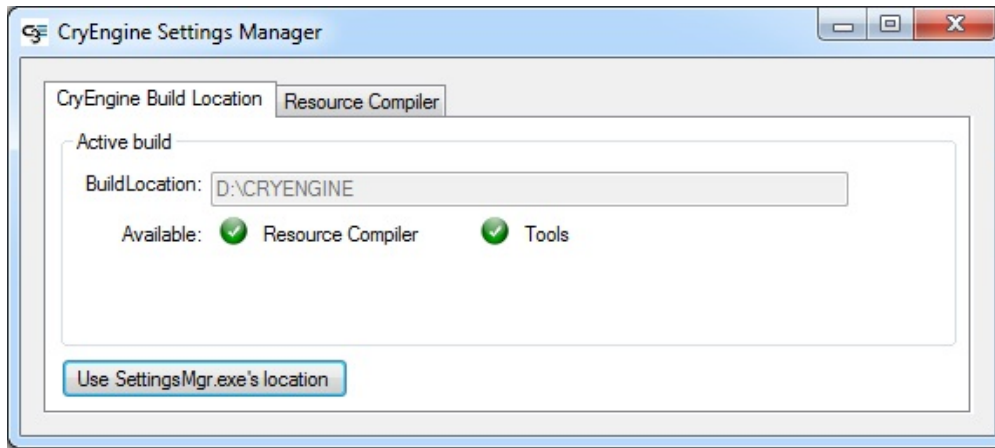 CryEngine Settings Manager
CryEngine Build Location Resource Compiler
Active build
BuildLocation: D:\CRYENGINE
Available: Resource Compiler Tools
Use SettingsMgr.exe's location